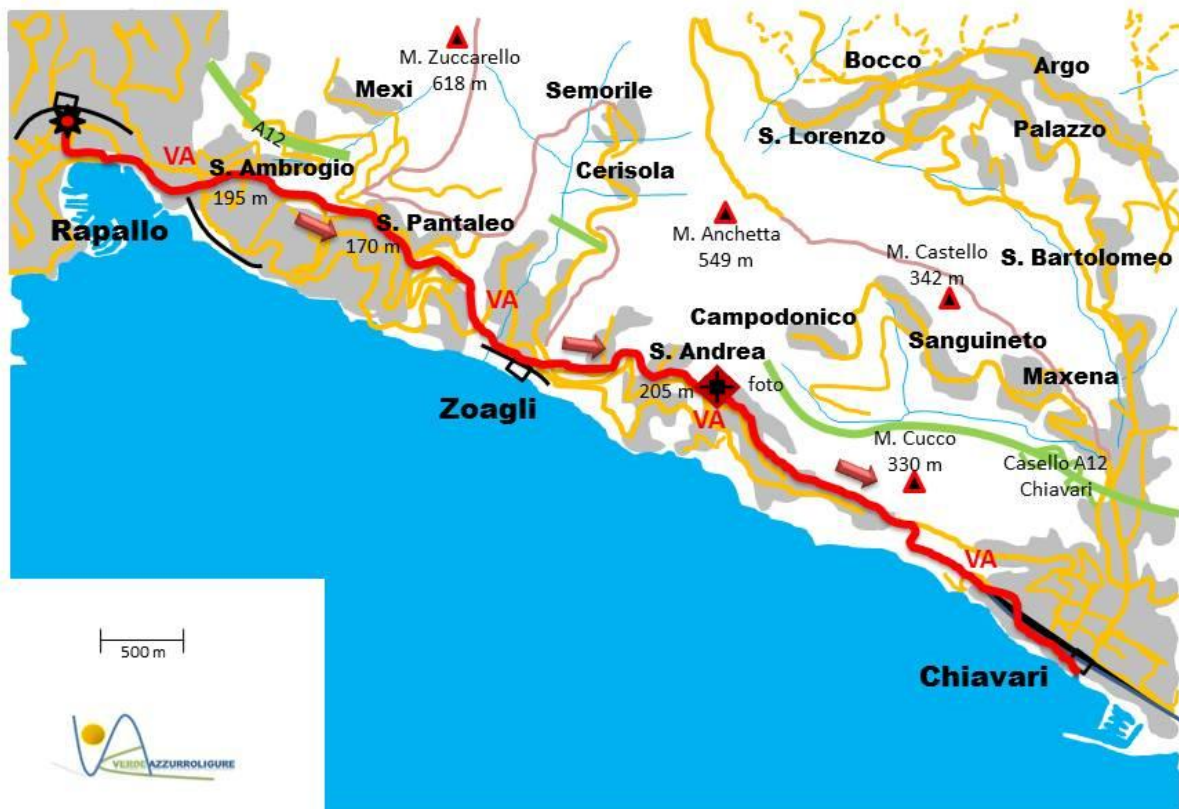 M. Zuccarello
618 m
Mexi
Semorile
Bocco
Argo
A12
S. Lorenzo
Palazzo
VA
S. Ambrogio
195 m
Cerisola
Rapallo
S. Pantaleo
170 m
M. Anchetta
549 m
M. Castello
342 m
S. Bartolomeo
VA
Campodonico
Sanguineto
S. Andrea
205 m
foto
Maxena
Zoagli
VA
M. Cucco
330 m
Casello A12
Chiavari
VA
500 m
Chiavari
VERDEAZZURROLIGURE